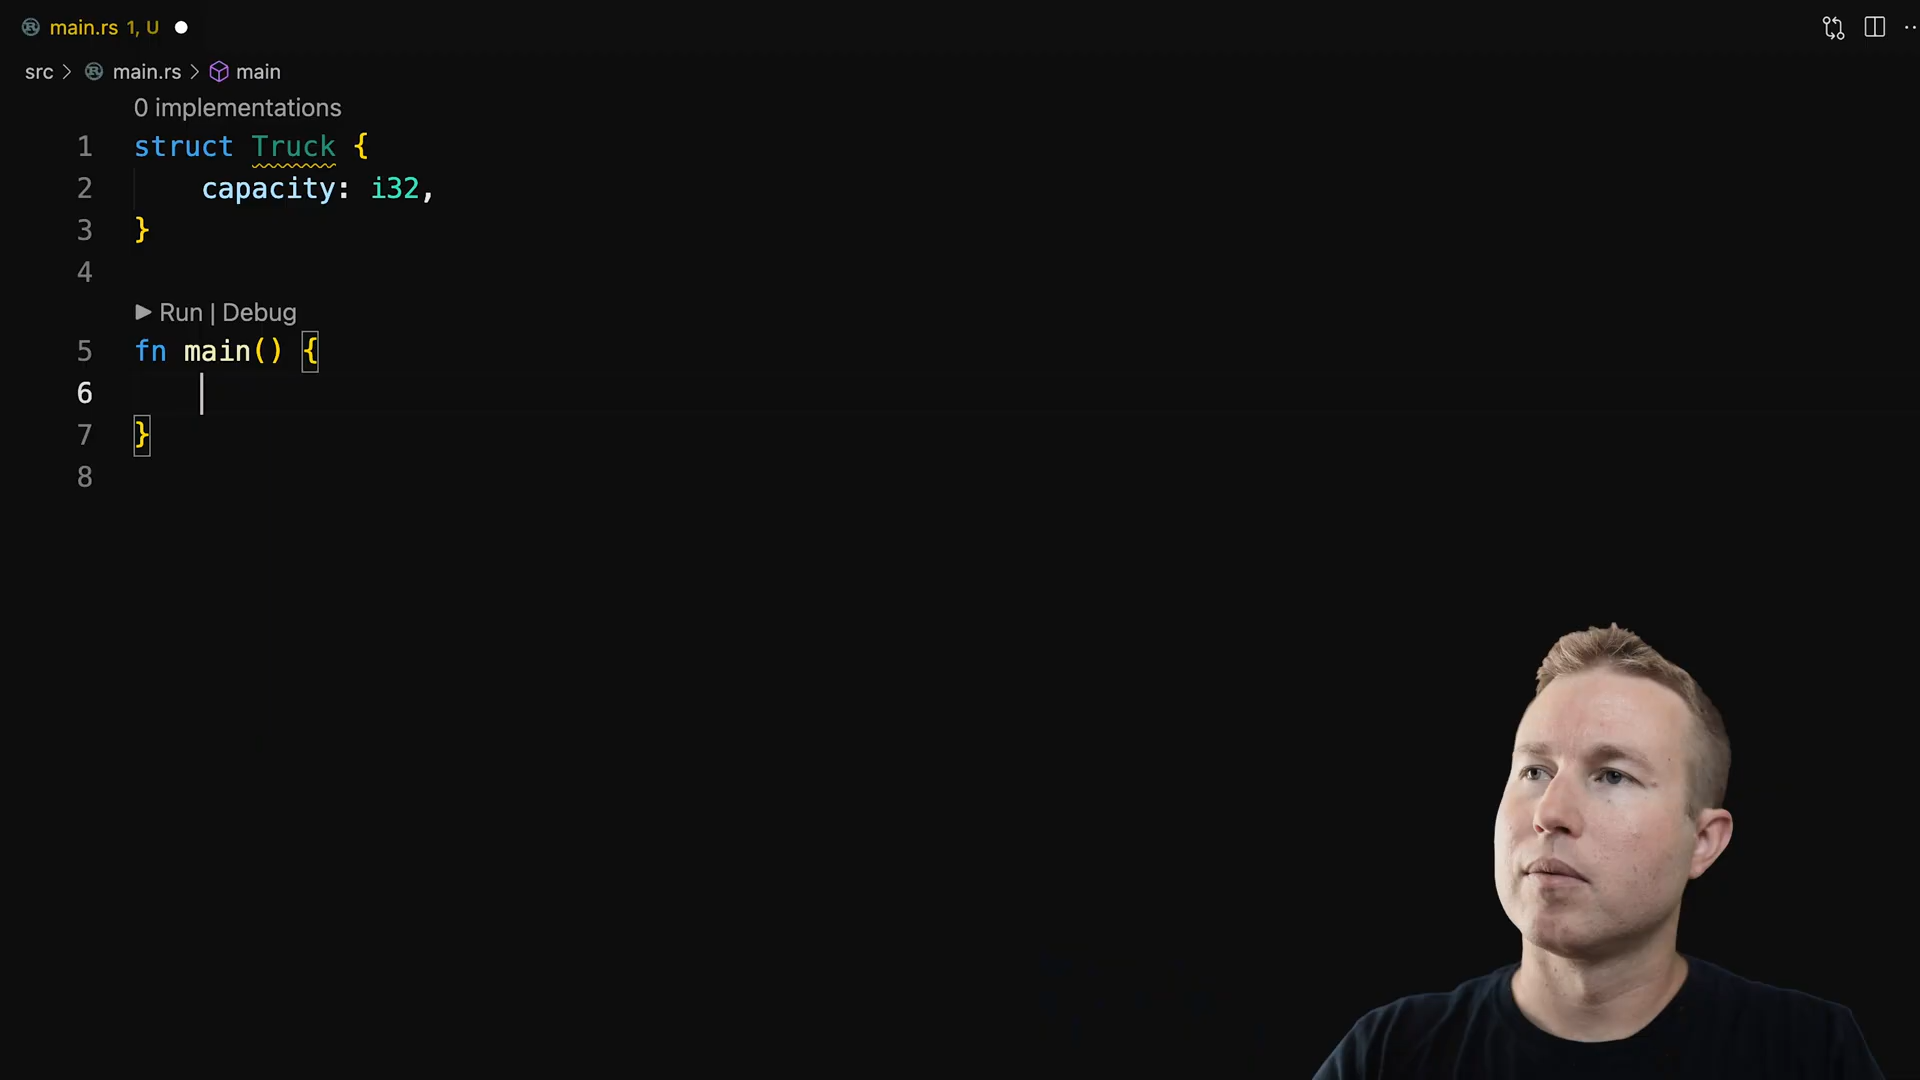 main.rs 1, U
src > main.rs > main
0 implementations
1 struct Truck {
2 capacity: i32,
3 }
4
Run | Debug
5 fn main() {
6
7 }
8